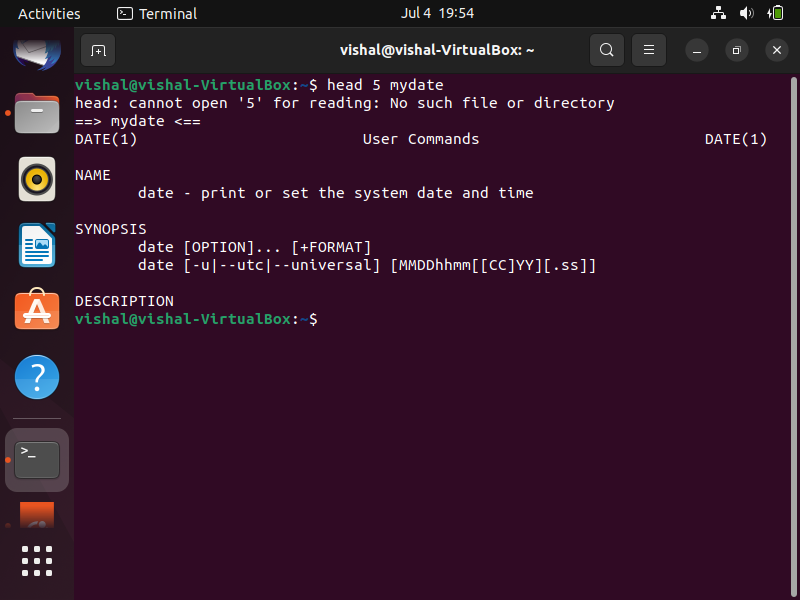 Activities Terminal Jul 4 19:54
vishal@vishal-VirtualBox: ~
vishal@vishal-VirtualBox:~$ head 5 mydate
head: cannot open '5' for reading: No such file or directory
==> mydate <==
DATE(1) User Commands DATE(1)
NAME
date - print or set the system date and time
SYNOPSIS
date [OPTION]... [+FORMAT]
date [-u|--utc|--universal] [MMDDhhmm[[CC]YY][.ss]]
DESCRIPTION
vishal@vishal-VirtualBox:~$